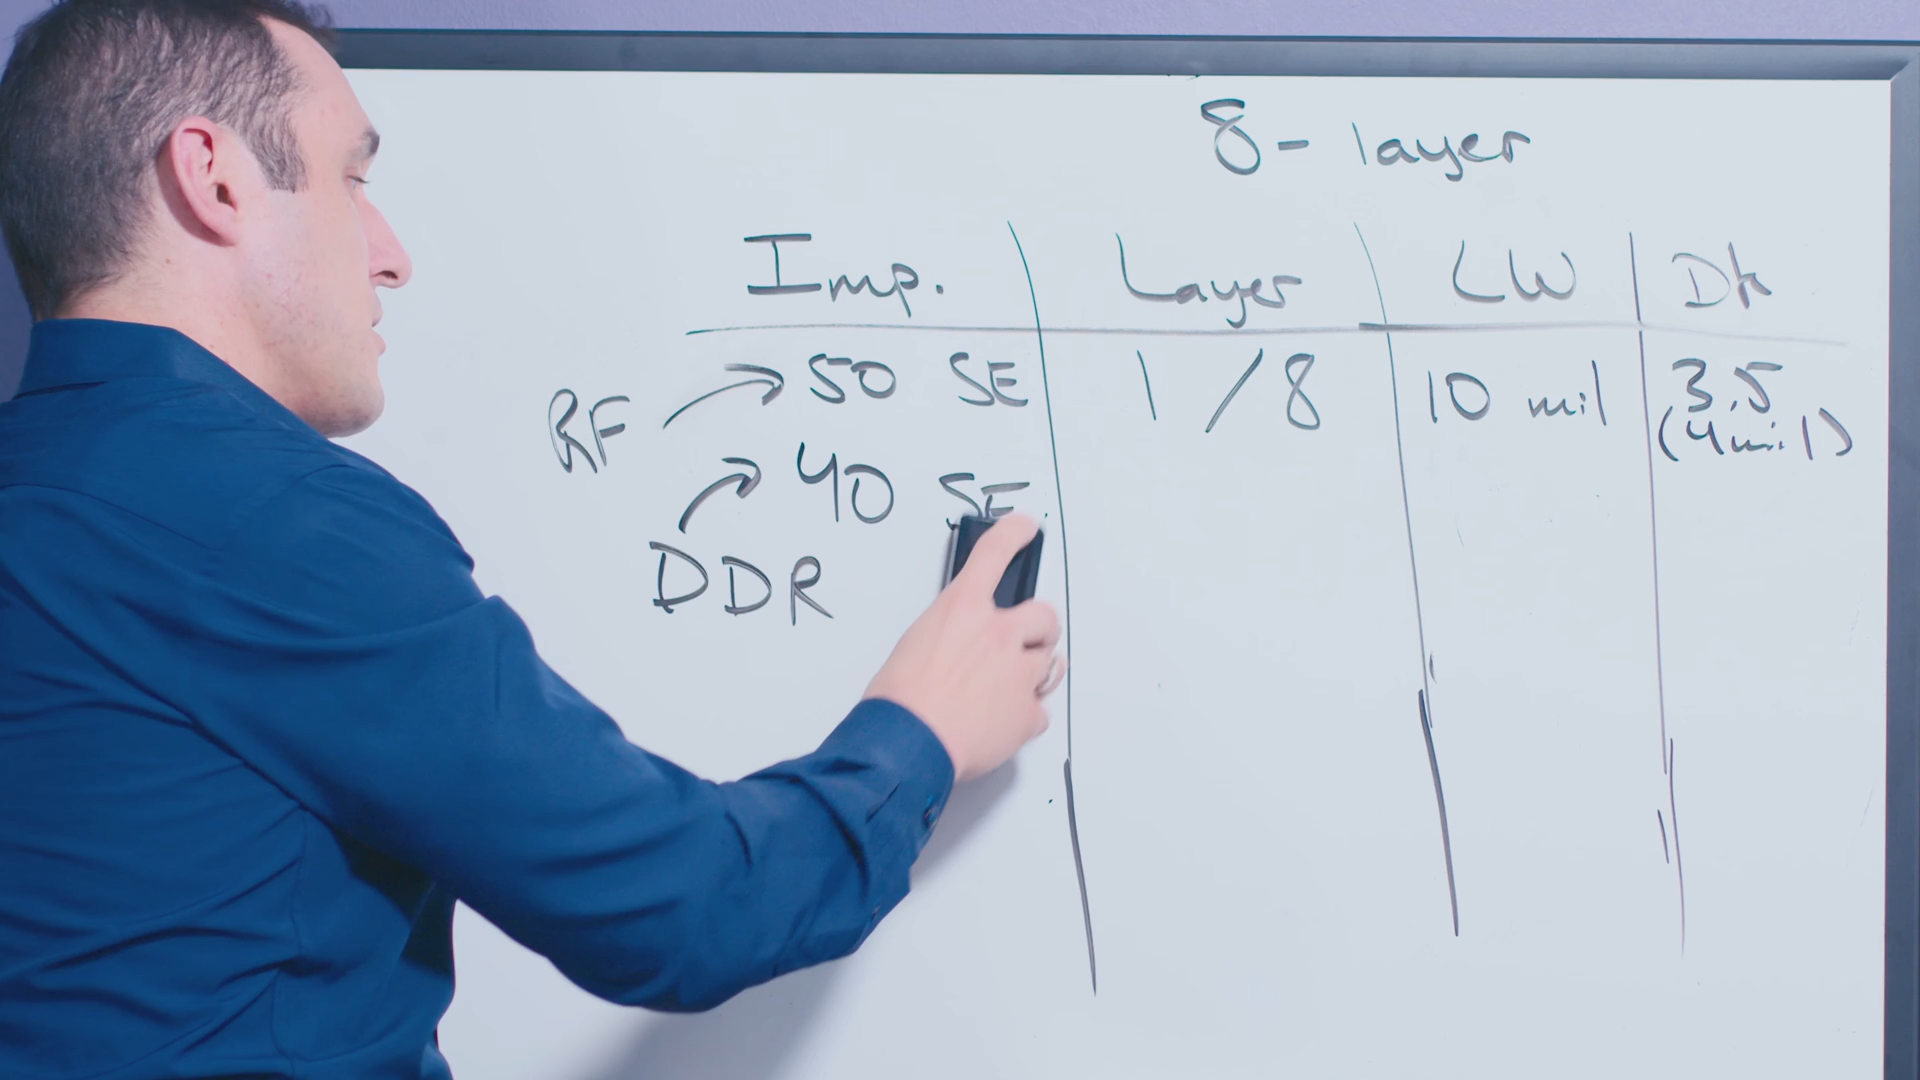 8- layer
Imp. Layer LW Dk
RF → 50 SE 1/8 10 mil 3.5
(4mil)
40 SE
DDR